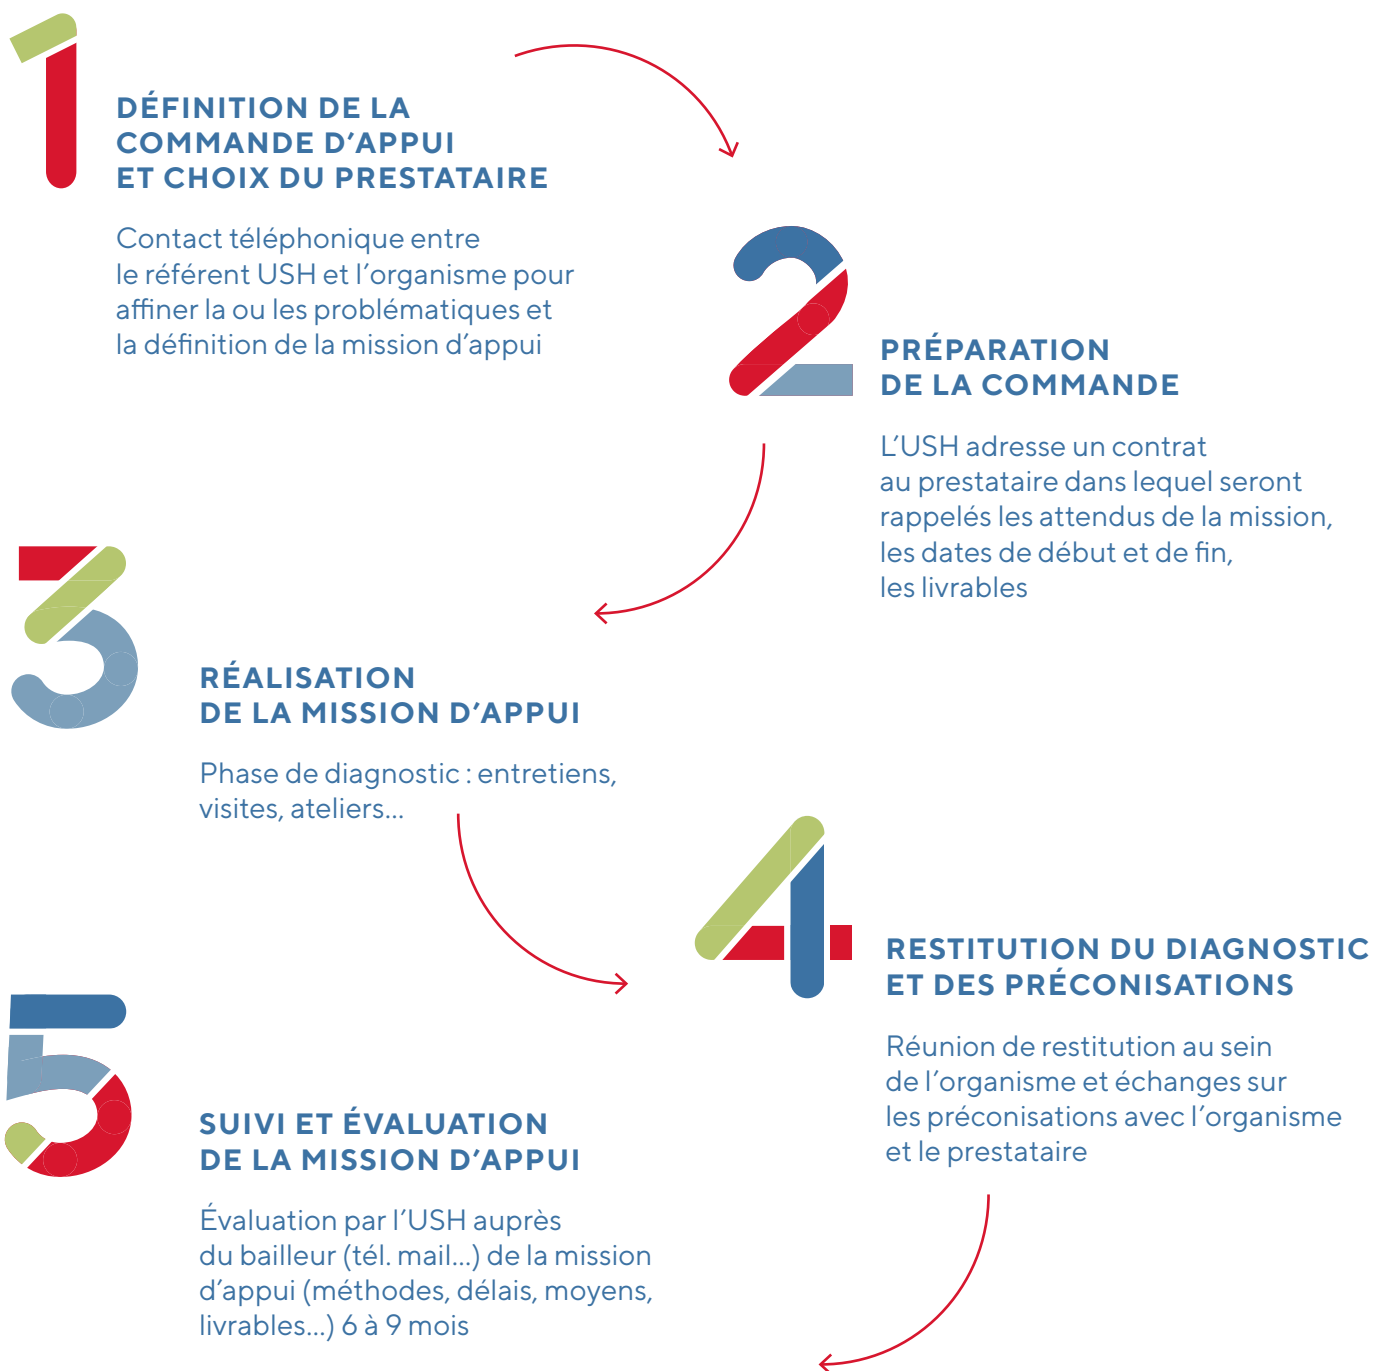 1
DÉFINITION DE LA
COMMANDE D’APPUI
ET CHOIX DU PRESTATAIRE
Contact téléphonique entre
le référent USH et l’organisme pour
affiner la ou les problématiques et
la définition de la mission d’appui
2
PRÉPARATION
DE LA COMMANDE
L’USH adresse un contrat
au prestataire dans lequel seront
rappelés les attendus de la mission,
les dates de début et de fin,
les livrables
3
RÉALISATION
DE LA MISSION D’APPUI
Phase de diagnostic : entretiens,
visites, ateliers...
4
RESTITUTION DU DIAGNOSTIC
ET DES PRÉCONISATIONS
Réunion de restitution au sein
de l’organisme et échanges sur
les préconisations avec l’organisme
et le prestataire
5
SUIVI ET ÉVALUATION
DE LA MISSION D’APPUI
Évaluation par l’USH auprès
du bailleur (tél. mail...) de la mission
d’appui (méthodes, délais, moyens,
livrables...) 6 à 9 mois